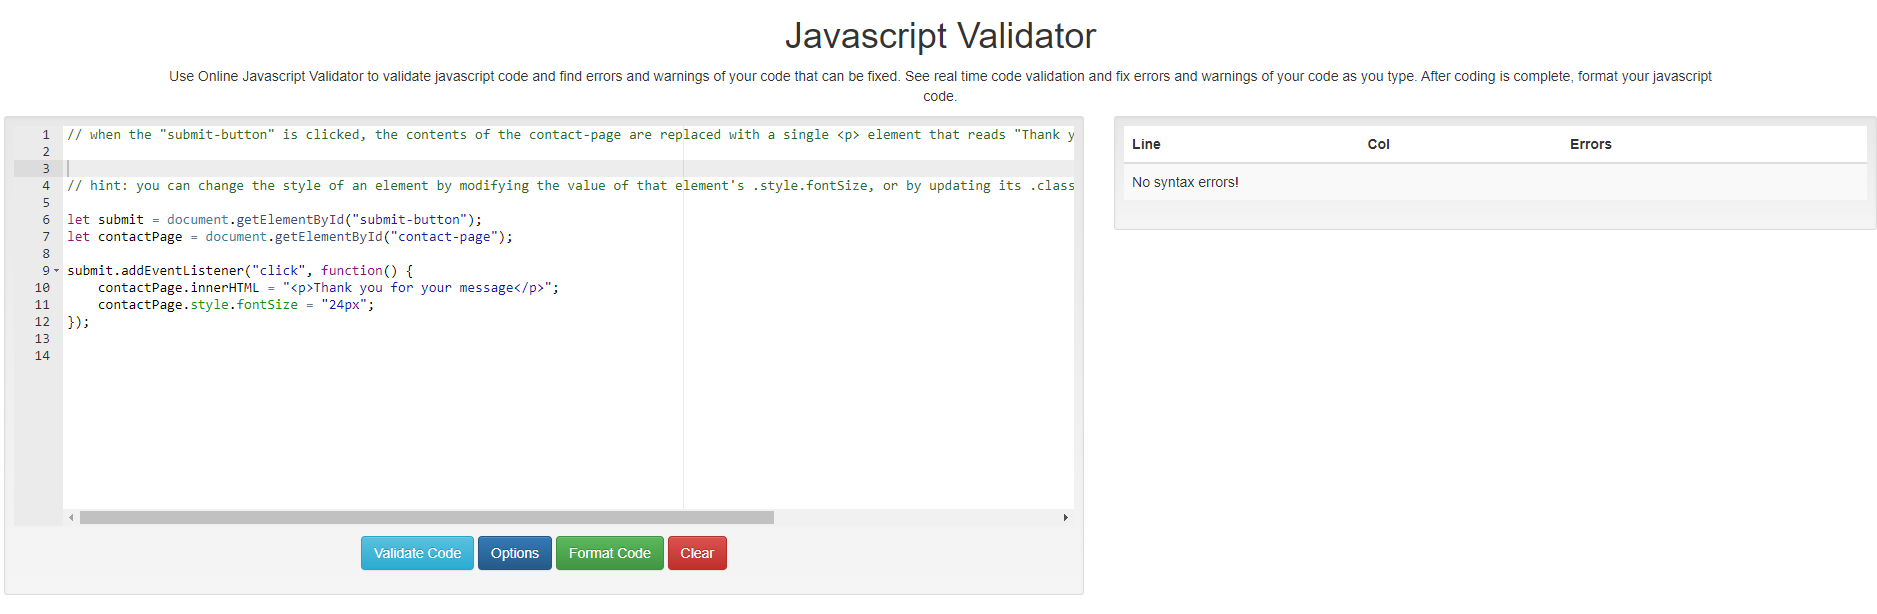 Javascript Validator
Use Online Javascript Validator to validate javascript code and find errors and warnings of your code that can be fixed. See real time code validation and fix errors and warnings of your code as you type. After coding is complete, format your javascript
code.
1 // when the "submit-button" is clicked, the contents of the contact-page are replaced with a single <p> element that reads "Thank y
2
3
4 // hint: you can change the style of an element by modifying the value of that element's .style.fontSize, or by updating its .class
5
6 let submit = document.getElementById("submit-button");
7 let contactPage = document.getElementById("contact-page");
8
9 submit.addEventListener("click", function() {
10     contactPage.innerHTML = "<p>Thank you for your message</p>";
11     contactPage.style.fontSize = "24px";
12 });
13
14
Validate Code Options Format Code Clear
Line Col Errors
No syntax errors!